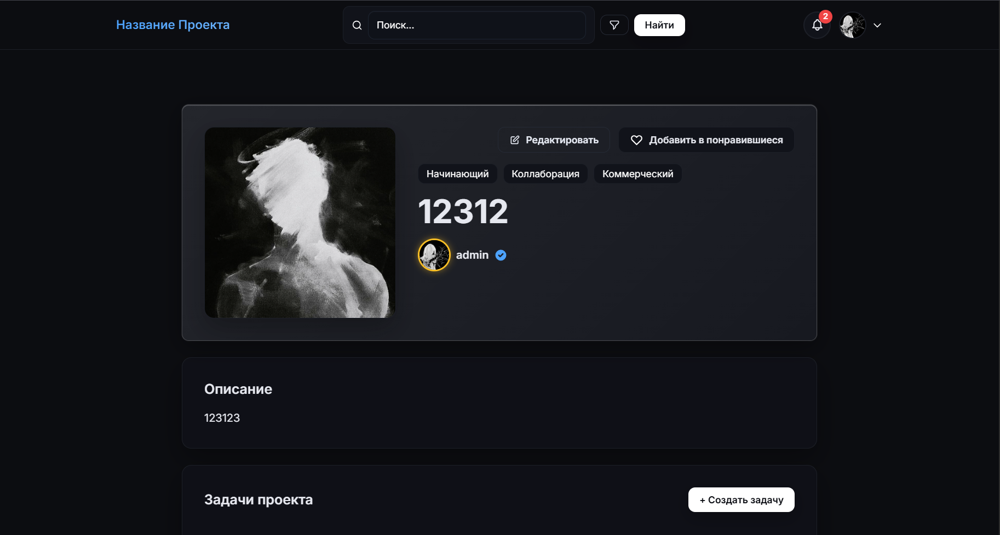 Название Проекта
Поиск...
Найти
2
Редактировать
Добавить в понравившиеся
Начинающий
Коллаборация
Коммерческий
12312
admin
Описание
123123
Задачи проекта
+ Создать задачу